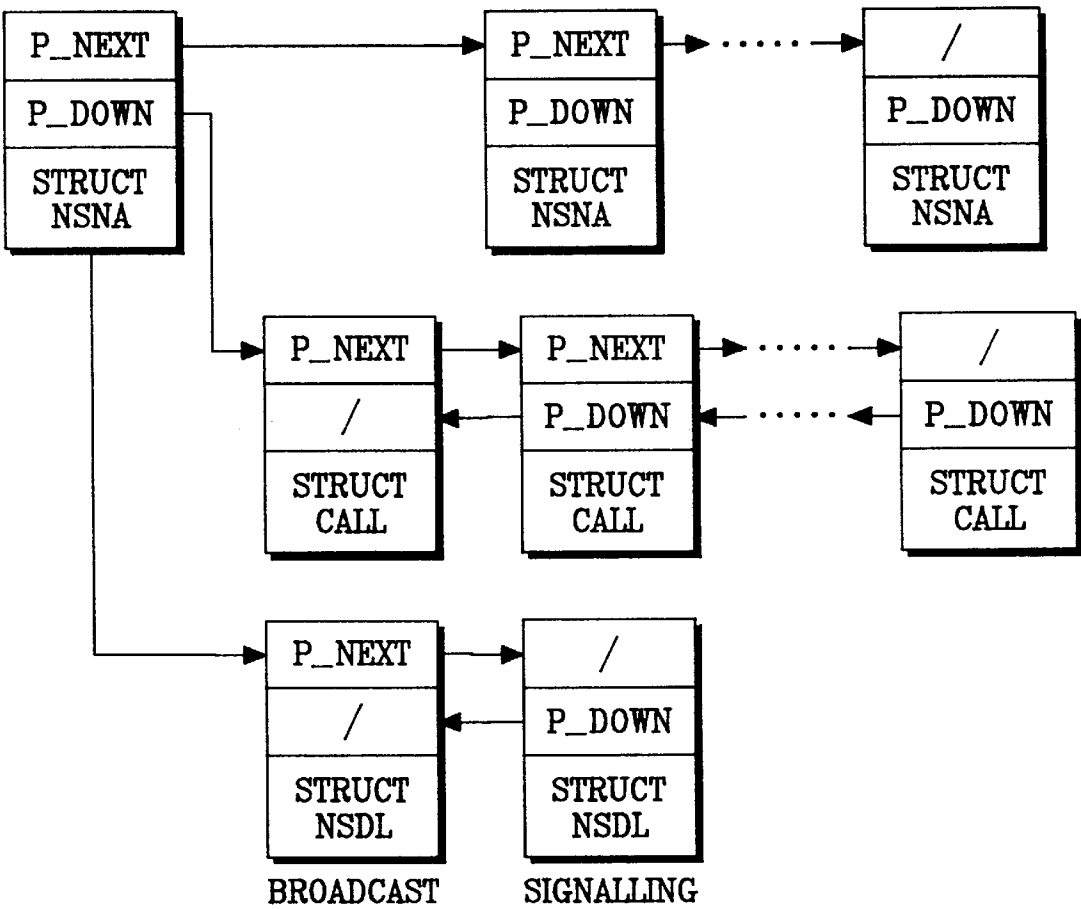 P_NEXT
P_DOWN
STRUCT
NSNA
P_NEXT
P_DOWN
STRUCT
NSNA
/
P_DOWN
STRUCT
NSNA
P_NEXT
/
STRUCT
CALL
P_NEXT
P_DOWN
STRUCT
CALL
/
P_DOWN
STRUCT
CALL
P_NEXT
/
STRUCT
NSDL
BROADCAST
/
P_DOWN
STRUCT
NSDL
SIGNALLING